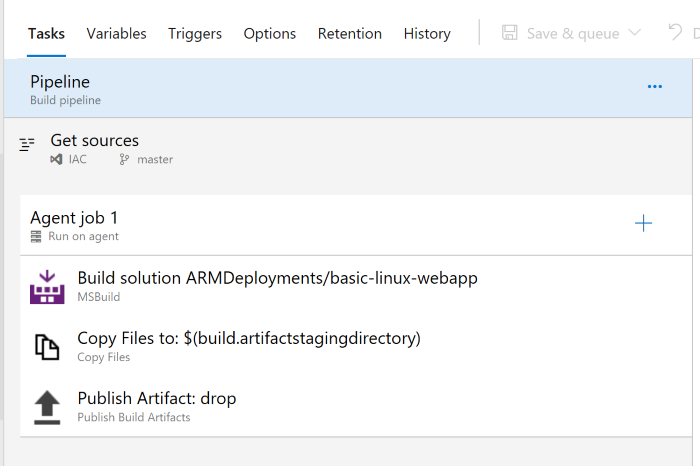 Tasks Variables Triggers Options Retention History Save & queue
Pipeline
Build pipeline
Get sources
IAC master
Agent job 1
Run on agent
Build solution ARMDeployments/basic-linux-webapp
MSBuild
Copy Files to: $(build.artifactstagingdirectory)
Copy Files
Publish Artifact: drop
Publish Build Artifacts